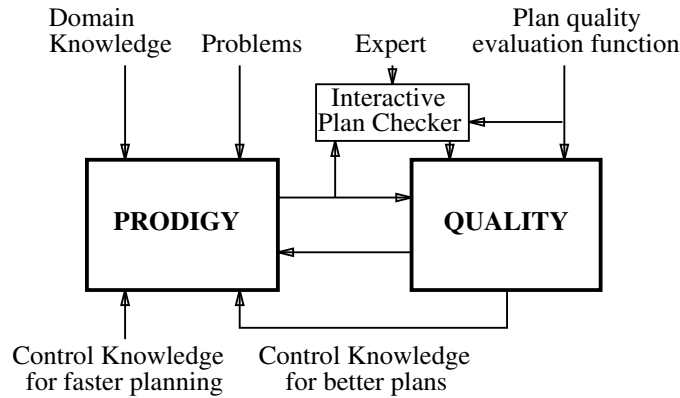 Domain
Knowledge
Problems
Expert
Plan quality
evaluation function
Interactive
Plan Checker
PRODIGY
QUALITY
Control Knowledge
for faster planning
Control Knowledge
for better plans